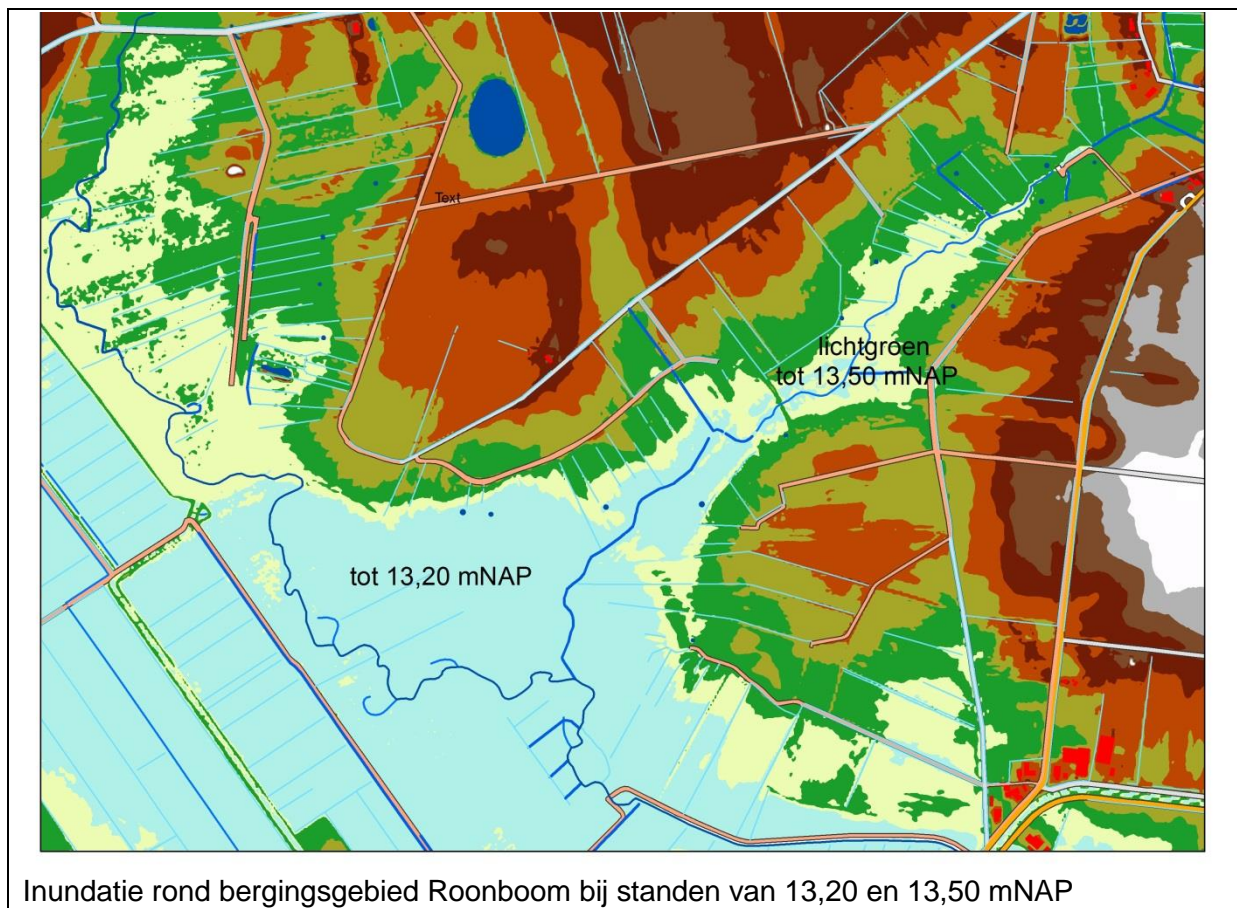 Text
lichtgroen
tot 13,50 mNAP
tot 13,20 mNAP
Inundatie rond bergingsgebied Roonboom bij standen van 13,20 en 13,50 mNAP